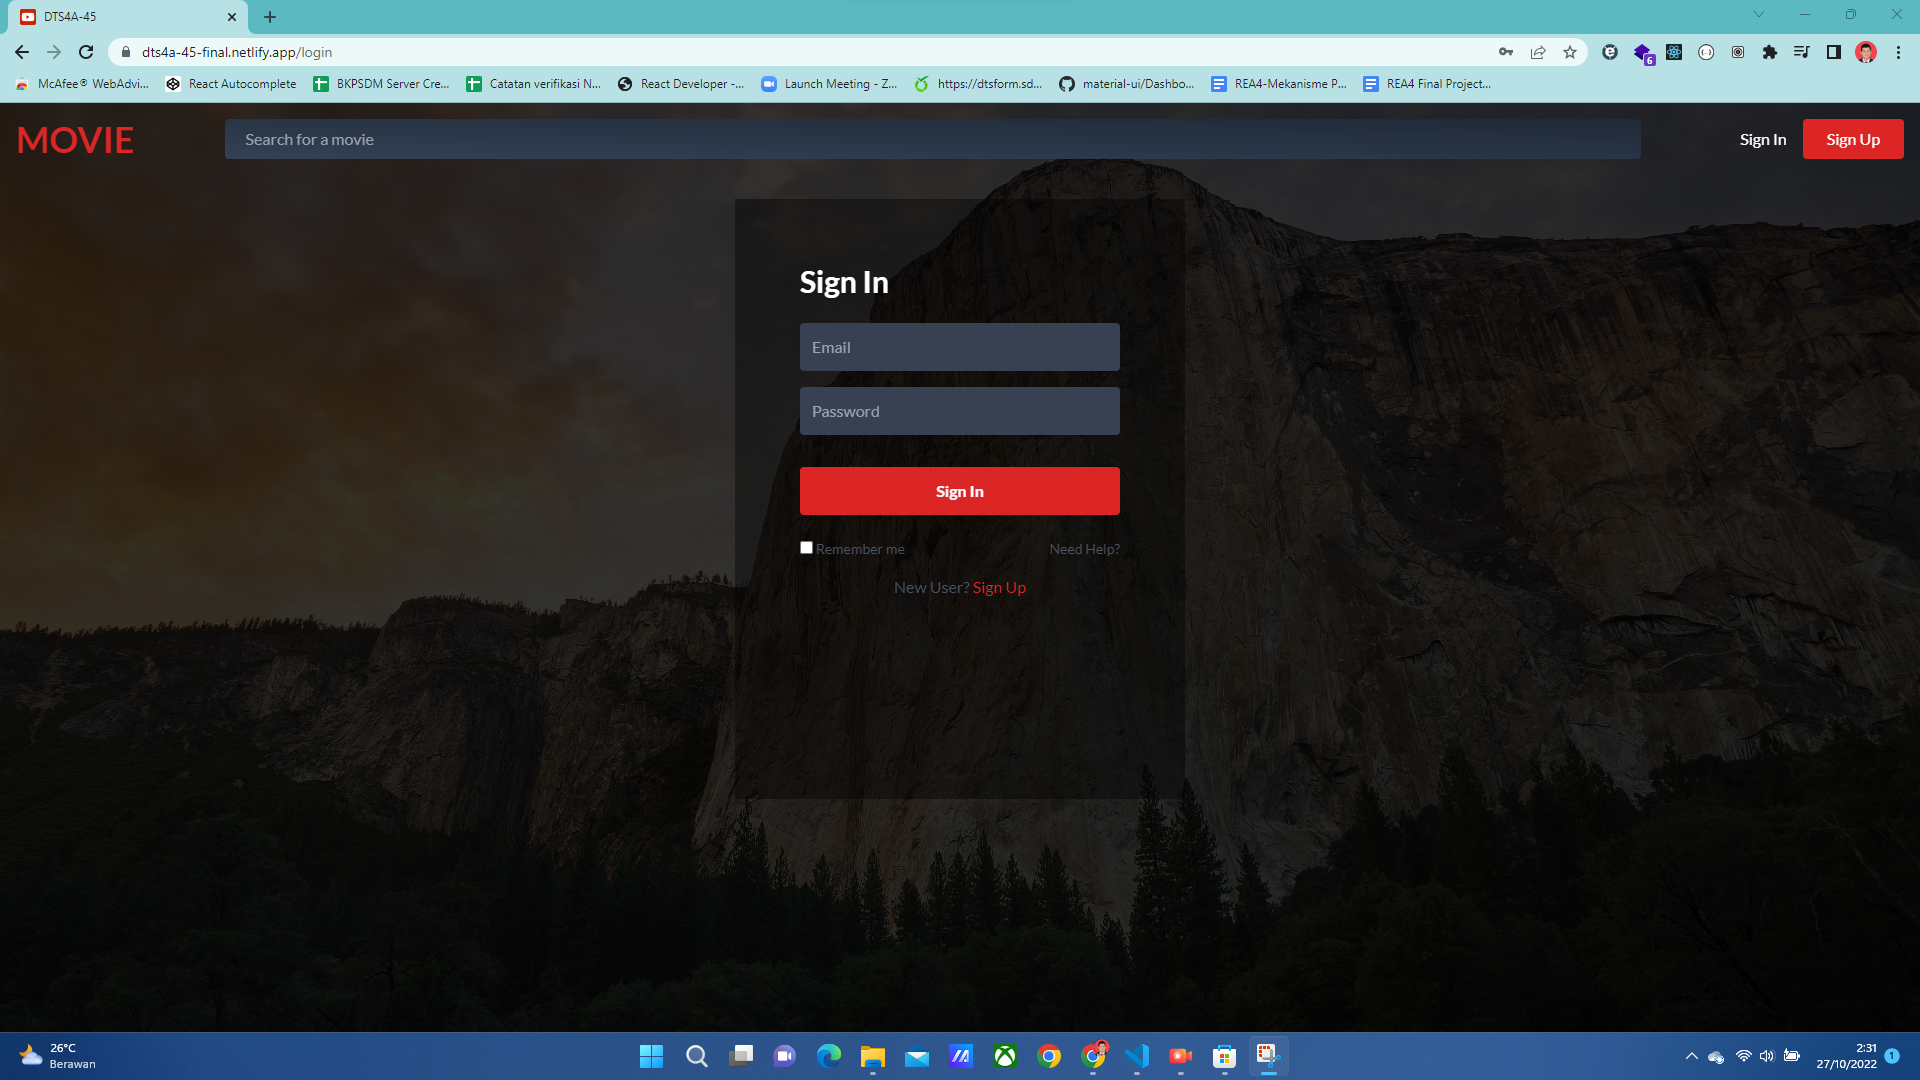 DTS4A-45
dts4a-45-final.netlify.app/login
6
McAfee® WebAdvi... React Autocomplete BKPSDM Server Cre... Catatan verifikasi N... React Developer -... Launch Meeting - Z... https://dtsform.sd... material-ui/Dashbo... REA4-Mekanisme P... REA4 Final Project...
MOVIE Search for a movie Sign In Sign Up
Sign In
Email
Password
Sign In
Remember me Need Help?
New User? Sign Up
26°C
Berawan
2:31
27/10/2022
1